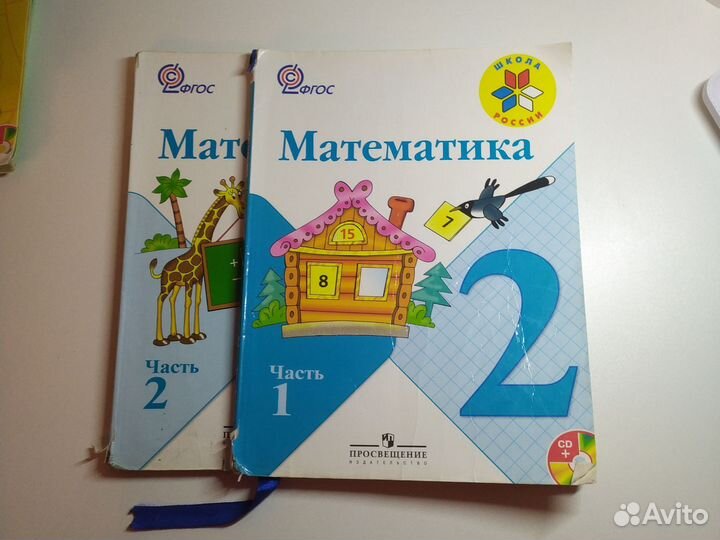 ФГОС
Мате
+
Часть
2
ФГОС
ШКОЛА
РОССИИ
Математика
7
15
8
2
Часть
1
ПРОСВЕЩЕНИЕ
ИЗДАТЕЛЬСТВО
CD
+
Avito